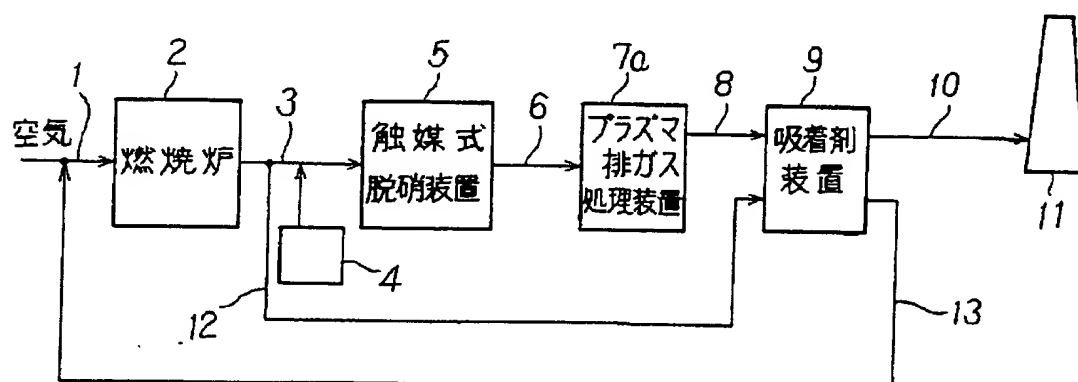 1
2
3
5
6
7a
8
9
10
空気
燃焼炉
触媒式
脱硝装置
プラズマ
排ガス
処理装置
吸着剤
装置
4
11
12
13